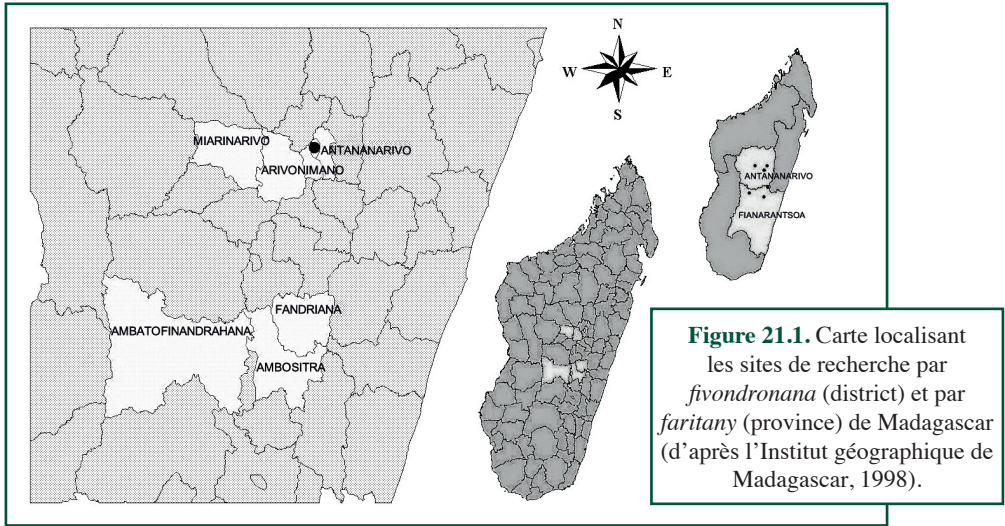 N
W E
S
MIARINARIVO
ANTANANARIVO
ARIVONIMANO
FANDRIANA
AMBATOFINANDRAHANA
AMBOSITRA
ANTANANARIVO
FIANARANTSOA
Figure 21.1. Carte localisant
les sites de recherche par
fivondronana (district) et par
faritany (province) de Madagascar
(d’après l’Institut géographique de
Madagascar, 1998).